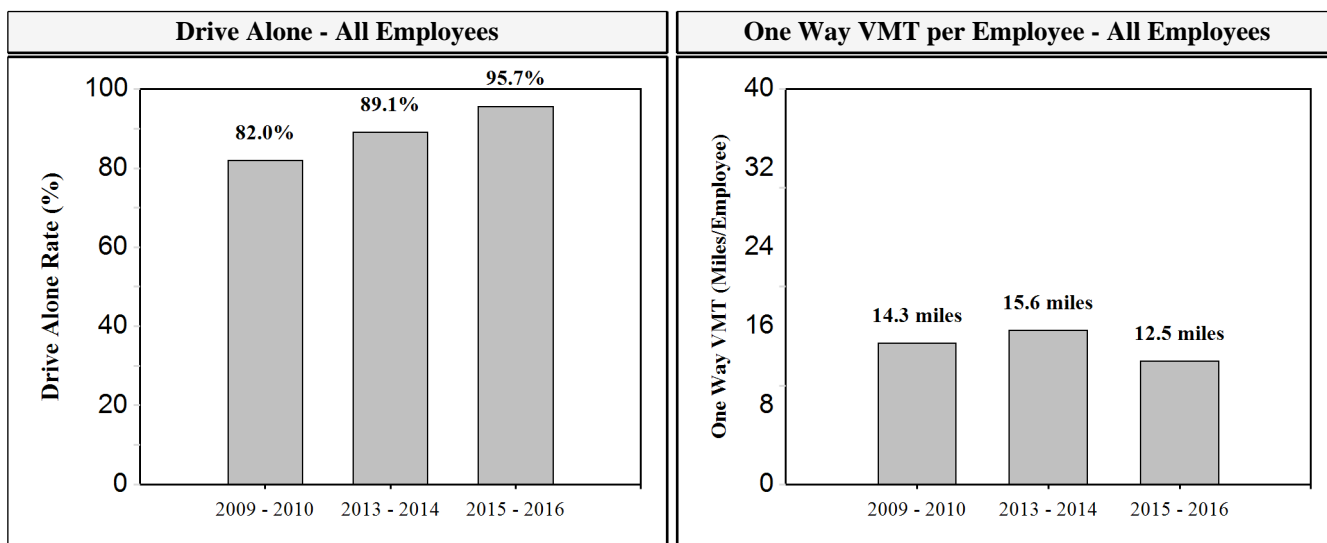 Drive Alone - All Employees
Drive Alone Rate (%)
100
80
60
40
20
0
82.0%
89.1%
95.7%
2009 - 2010
2013 - 2014
2015 - 2016
One Way VMT per Employee - All Employees
One Way VMT (Miles/Employee)
40
32
24
16
8
0
14.3 miles
15.6 miles
12.5 miles
2009 - 2010
2013 - 2014
2015 - 2016